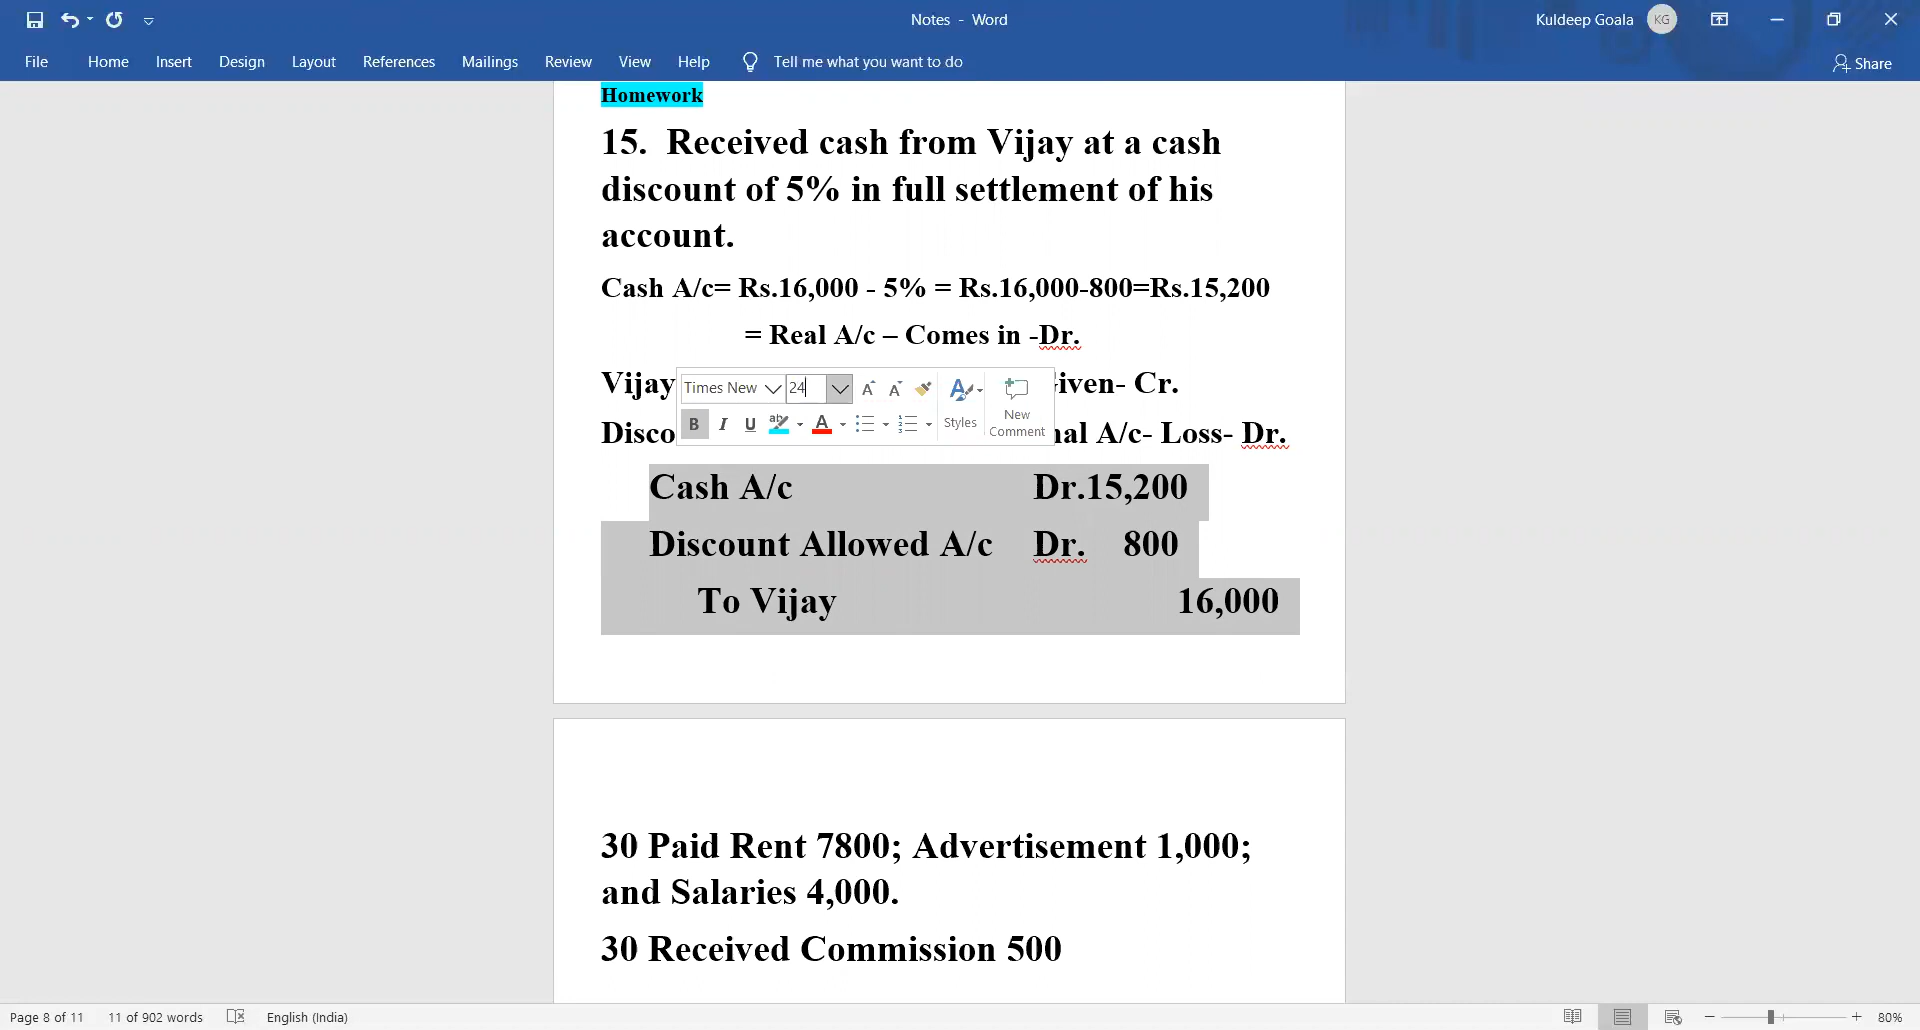 Notes - Word
Kuldeep Goala KG
File Home Insert Design Layout References Mailings Review View Help Tell me what you want to do Share
Homework
15. Received cash from Vijay at a cash
discount of 5% in full settlement of his
account.
Cash A/c= Rs.16,000 - 5% = Rs.16,000-800=Rs.15,200
= Real A/c – Comes in -Dr.
Vijay Given- Cr.
Times New 24 A A A
New
Comment
B I U ab A Styles
Disco nal A/c- Loss- Dr.
Cash A/c Dr.15,200
Discount Allowed A/c Dr. 800
To Vijay 16,000
30 Paid Rent 7800; Advertisement 1,000;
and Salaries 4,000.
30 Received Commission 500
Page 8 of 11 11 of 902 words English (India) 80%